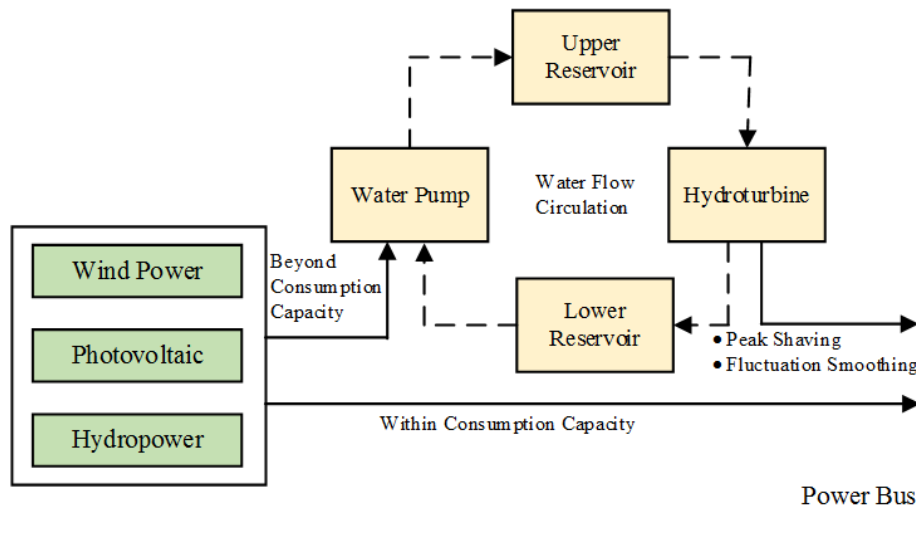 Upper
Reservoir
Water Pump
Water Flow
Circulation
Hydroturbine
Wind Power
Photovoltaic
Hydropower
Beyond
Consumption
Capacity
Lower
Reservoir
• Peak Shaving
• Fluctuation Smoothing
Within Consumption Capacity
Power Bus